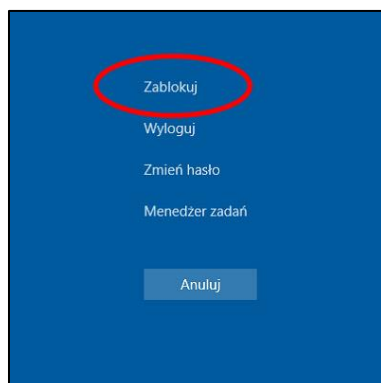 Zablokuj
Wyloguj
Zmień hasło
Menedżer zadań
Anuluj